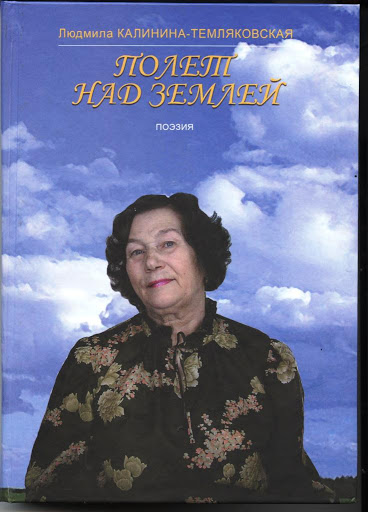 Людмила КАЛИНИНА-ТЕМЛЯКОВСКАЯ
ПОЛЕТ
НАД ЗЕМЛЕЙ
ПОЭЗИЯ